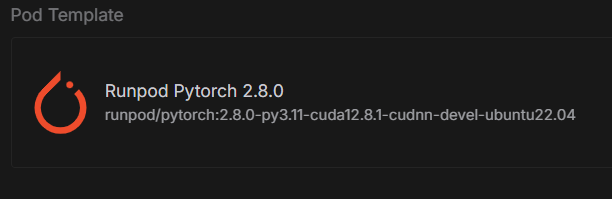 Pod Template
Runpod Pytorch 2.8.0
runpod/pytorch:2.8.0-py3.11-cuda12.8.1-cudnn-devel-ubuntu22.04